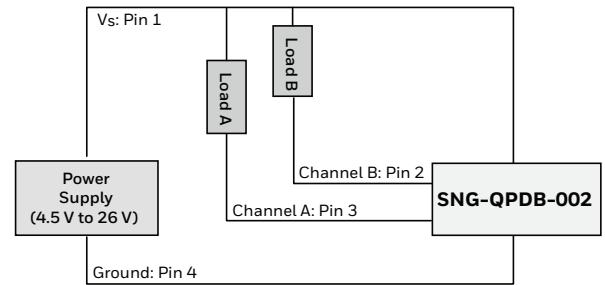 Vs: Pin 1
Load A
Load B
Channel B: Pin 2
Power
Supply
(4.5 V to 26 V)
SNG-QPDB-002
Channel A: Pin 3
Ground: Pin 4